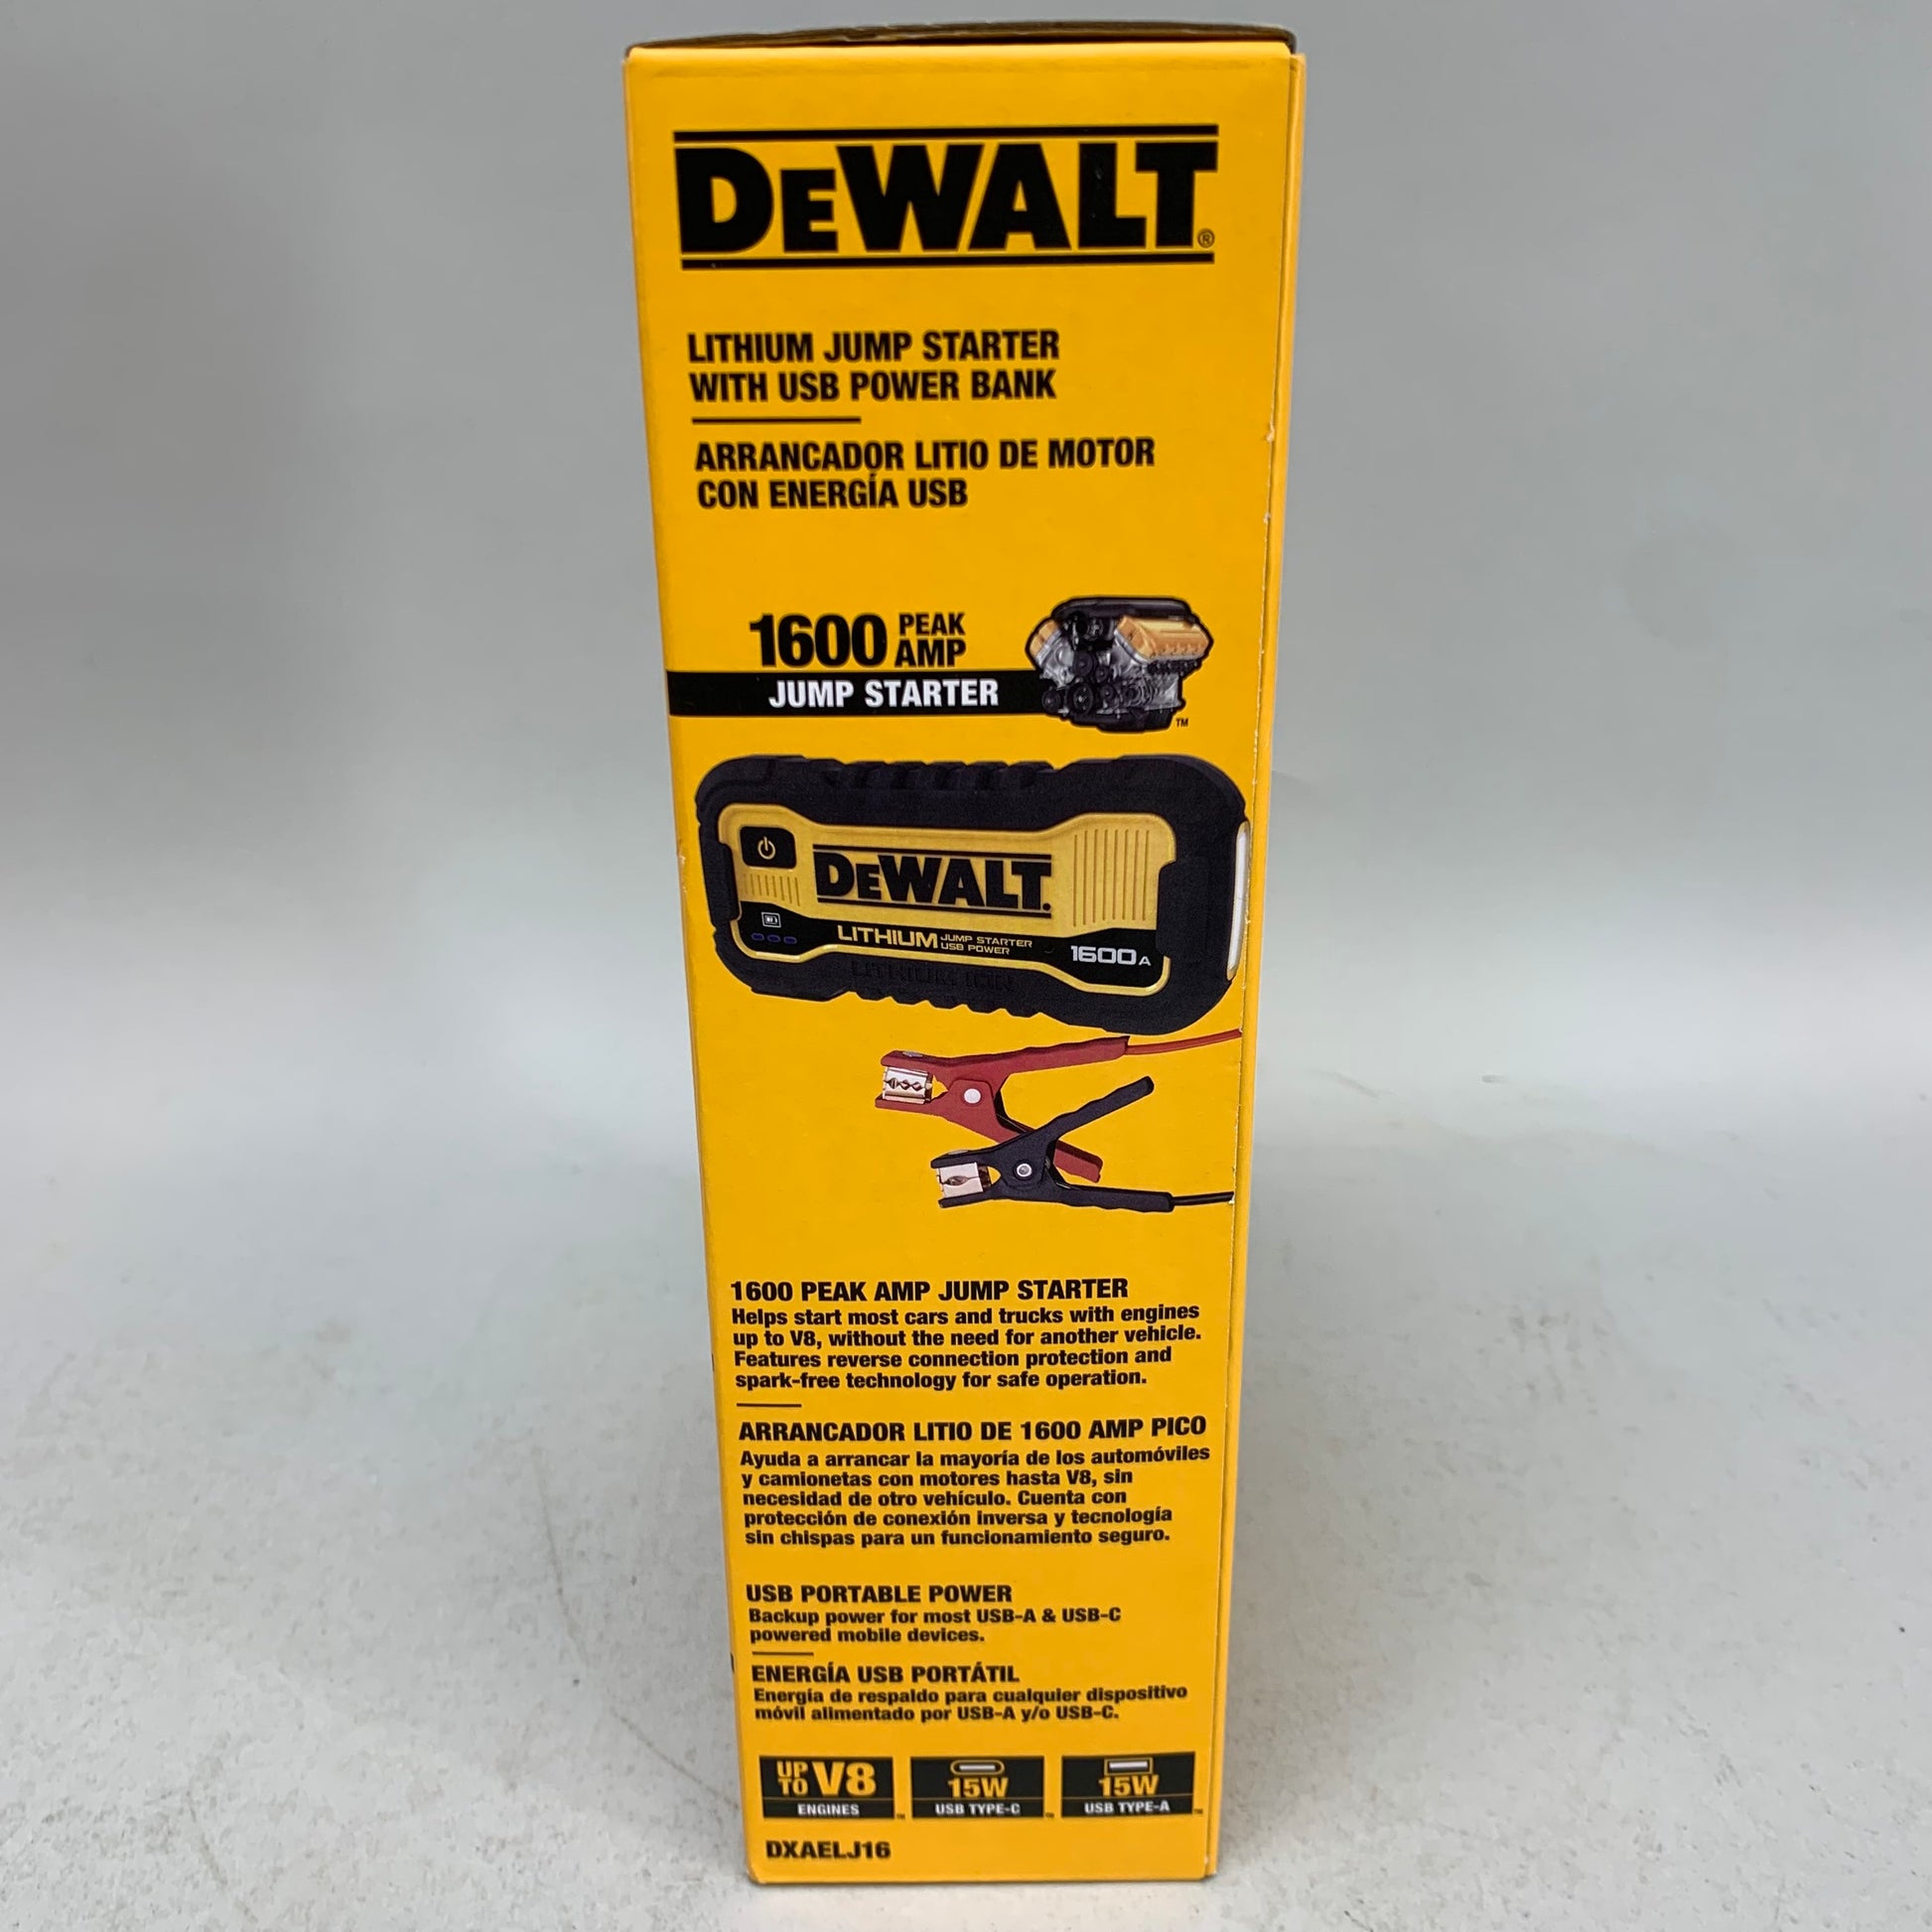 DEWALT®
LITHIUM JUMP STARTER
WITH USB POWER BANK
ARRANCADOR LITIO DE MOTOR
CON ENERGÍA USB
1600 PEAK AMP
JUMP STARTER
TM
DEWALT.
LITHIUM JUMP STARTER USB POWER
1600A
LITHIUM ION
1600 PEAK AMP JUMP STARTER
Helps start most cars and trucks with engines
up to V8, without the need for another vehicle.
Features reverse connection protection and
spark-free technology for safe operation.
ARRANCADOR LITIO DE 1600 AMP PICO
Ayuda a arrancar la mayoría de los automóviles
y camionetas con motores hasta V8, sin
necesidad de otro vehículo. Cuenta con
protección de conexión inversa y tecnología
sin chispas para un funcionamiento seguro.
USB PORTABLE POWER
Backup power for most USB-A & USB-C
powered mobile devices.
ENERGÍA USB PORTÁTIL
Energía de respaldo para cualquier dispositivo
móvil alimentado por USB-A y/o USB-C.
UP TO V8
ENGINES TM
15W
USB TYPE-C TM
15W
USB TYPE-A TM
DXAELJ16